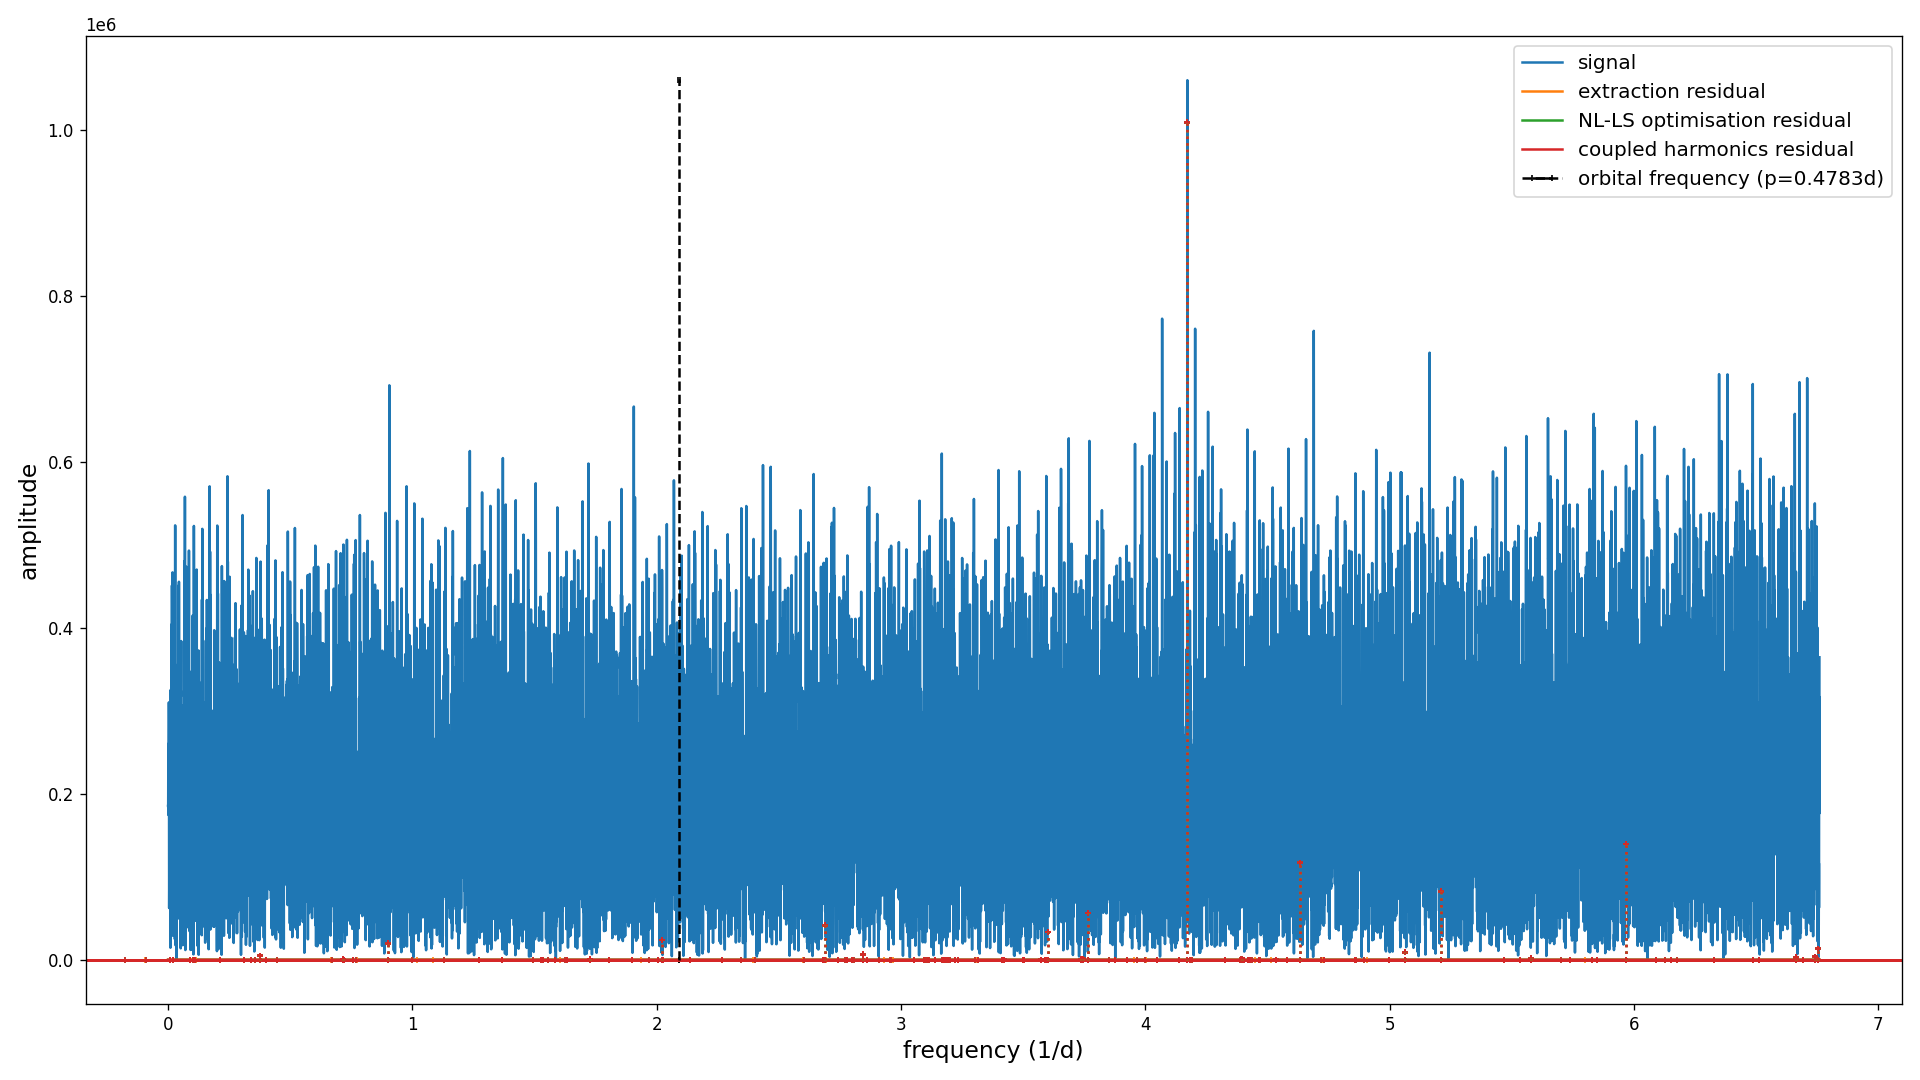 1e6
signal
extraction residual
NL-LS optimisation residual
coupled harmonics residual
orbital frequency (p=0.4783d)
1.0
0.8
0.6
0.4
0.2
0.0
amplitude
0 1 2 3 4 5 6 7
frequency (1/d)